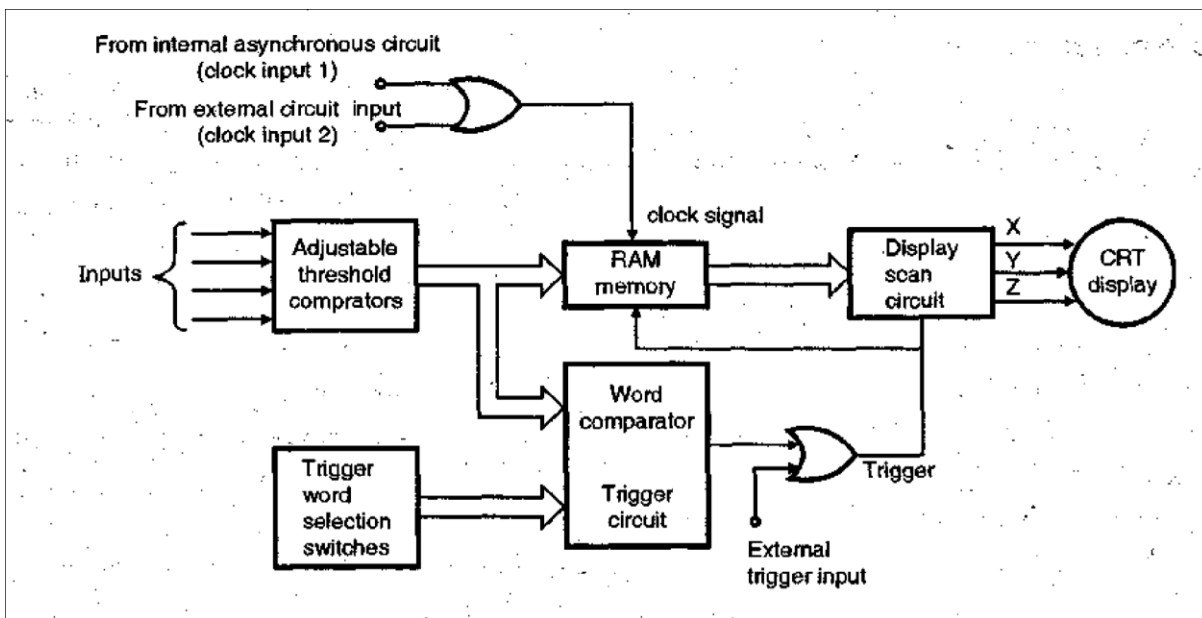 From internal asynchronous circuit
(clock input 1)
From external circuit input
(clock input 2)
clock signal
Inputs
Adjustable
threshold
comprators
RAM
memory
Display
scan
circuit
X
Y
Z
CRT
display
Word
comparator
Trigger
circuit
Trigger
word
selection
switches
Trigger
External
trigger input